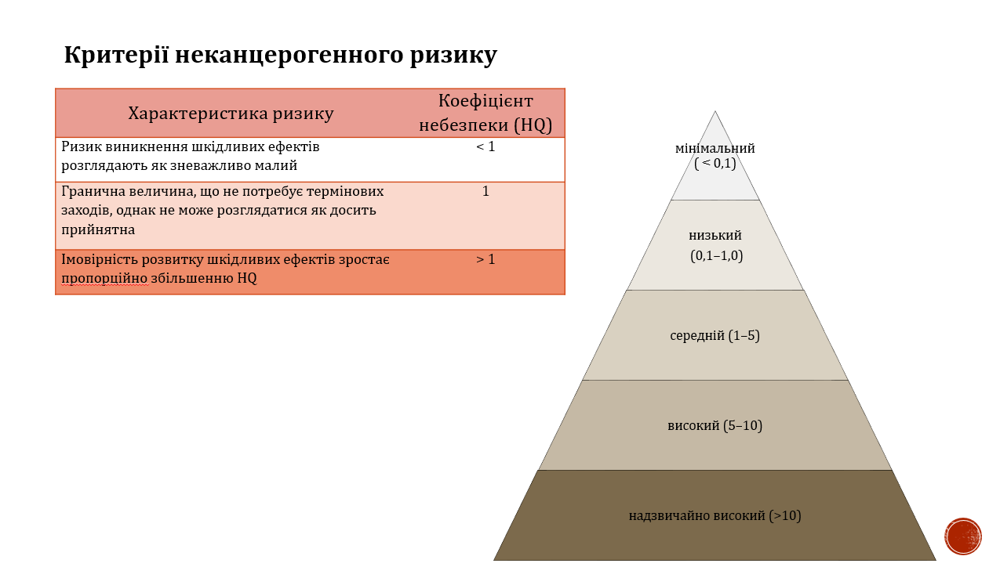 Критерії неканцерогенного ризику
Характеристика ризику
Коефіцієнт
небезпеки (HQ)
Ризик виникнення шкідливих ефектів
розглядають як зневажливо малий
< 1
Гранична величина, що не потребує термінових
заходів, однак не може розглядатися як досить
прийнятна
1
Імовірність розвитку шкідливих ефектів зростає
пропорційно збільшенню HQ
> 1
мінімальний
( < 0,1)
низький
(0,1–1,0)
середній (1–5)
високий (5–10)
надзвичайно високий (>10)